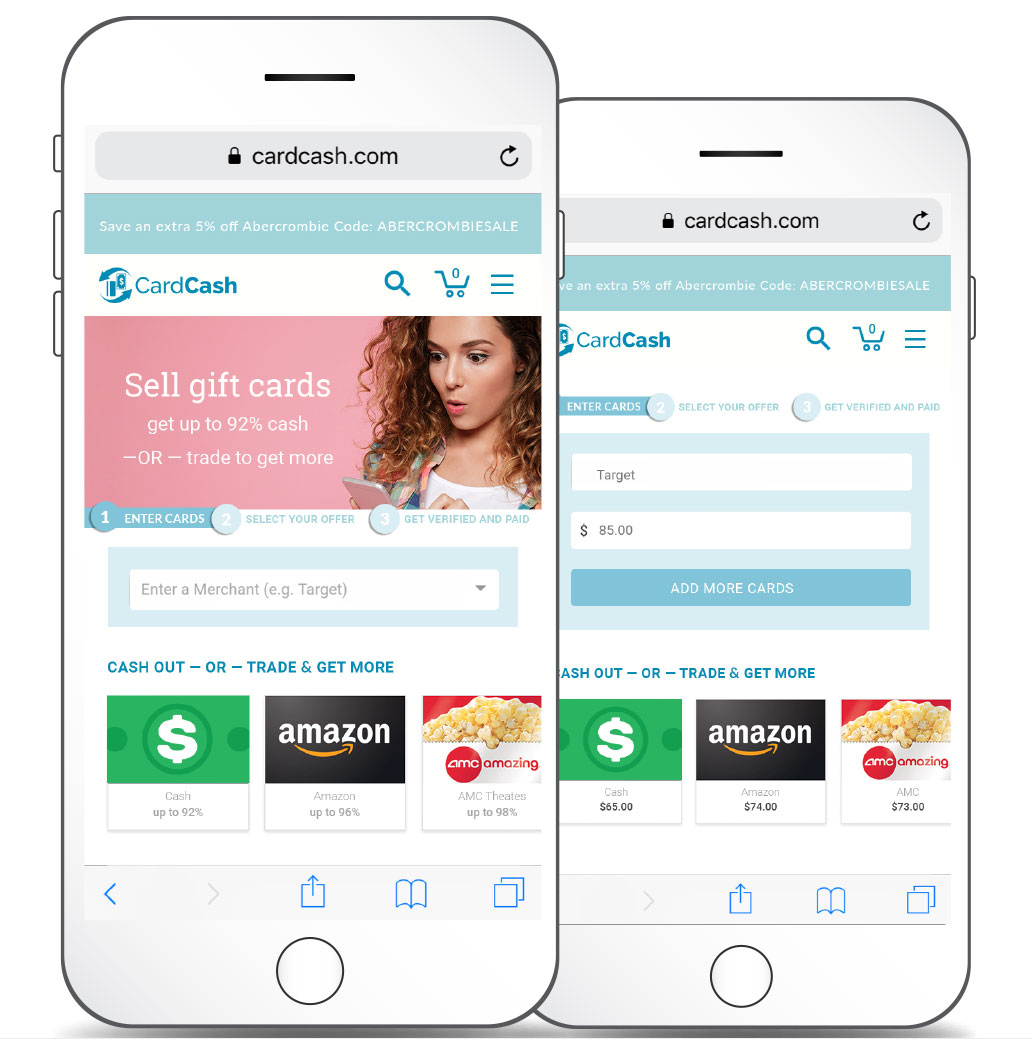 cardcash.com
Save an extra 5% off Abercrombie Code: ABERCROMBIESALE
CardCash
0
Sell gift cards
get up to 92% cash
—OR — trade to get more
1 ENTER CARDS 2 SELECT YOUR OFFER 3 GET VERIFIED AND PAID
Enter a Merchant (e.g. Target)
CASH OUT — OR — TRADE & GET MORE
$
amazon
amc amazing
Cash
up to 92%
Amazon
up to 96%
AMC Theates
up to 98%
cardcash.com
ve an extra 5% off Abercrombie Code: ABERCROMBIESALE
CardCash
0
ENTER CARDS 2 SELECT YOUR OFFER 3 GET VERIFIED AND PAID
Target
$ 85.00
ADD MORE CARDS
ASH OUT — OR — TRADE & GET MORE
$
amazon
amc amazing
Cash
$65.00
Amazon
$74.00
AMC
$73.00